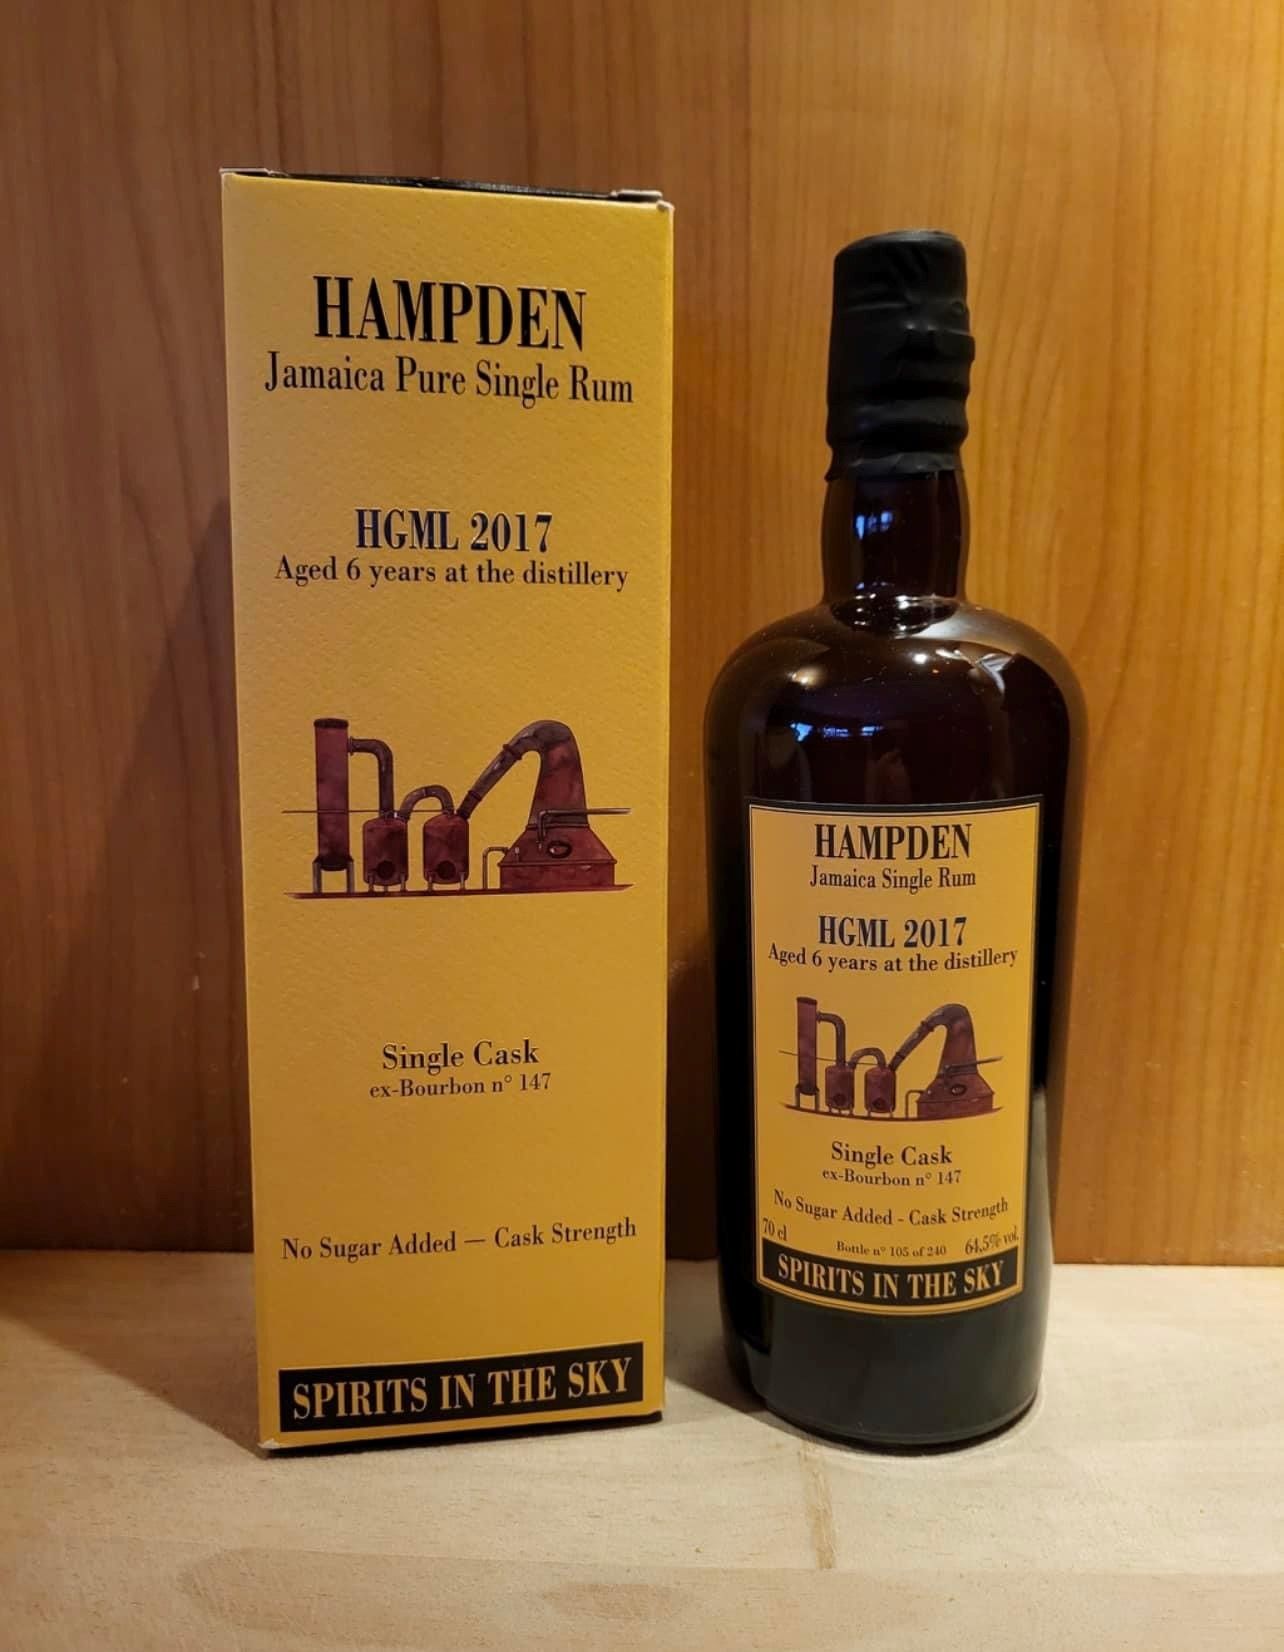 HAMPDEN
Jamaica Pure Single Rum
HGML 2017
Aged 6 years at the distillery
Single Cask
ex-Bourbon n° 147
No Sugar Added — Cask Strength
SPIRITS IN THE SKY
HAMPDEN
Jamaica Single Rum
HGML 2017
Aged 6 years at the distillery
Single Cask
ex-Bourbon n° 147
No Sugar Added - Cask Strength
70 cl
Bottle n° 105 of 240
64,5% vol.
SPIRITS IN THE SKY